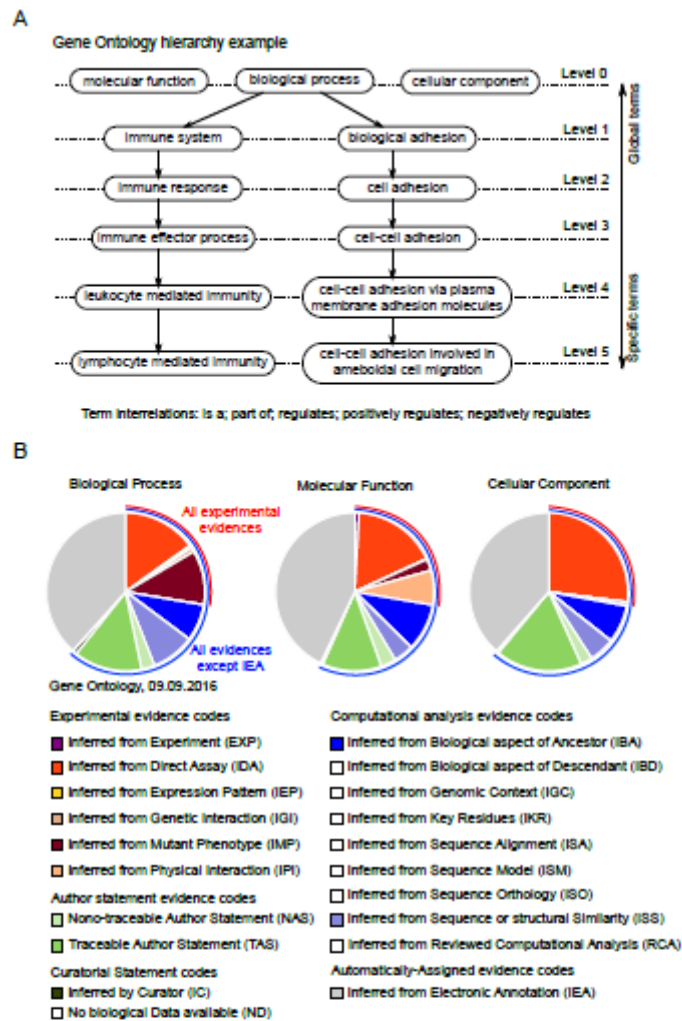 A
Gene Ontology hierarchy example
molecular function
biological process
cellular component
Level 0
immune system
biological adhesion
Level 1
immune response
cell adhesion
Level 2
immune effector process
cell-cell adhesion
Level 3
leukocyte mediated immunity
cell-cell adhesion via plasma
membrane adhesion molecules
Level 4
lymphocyte mediated immunity
cell-cell adhesion involved in
ameboidal cell migration
Level 5
Global terms
Specific terms
Term interrelations: is a; part of; regulates; positively regulates; negatively regulates
B
Biological Process
Molecular Function
Cellular Component
All experimental
evidences
All evidences
except IEA
Gene Ontology, 09.09.2016
Experimental evidence codes
Inferred from Experiment (EXP)
Inferred from Direct Assay (IDA)
Inferred from Expression Pattern (IEP)
Inferred from Genetic Interaction (IGI)
Inferred from Mutant Phenotype (IMP)
Inferred from Physical Interaction (IPI)
Author statement evidence codes
Nono-traceable Author Statement (NAS)
Traceable Author Statement (TAS)
Curatorial Statement codes
Inferred by Curator (IC)
No biological Data available (ND)
Computational analysis evidence codes
Inferred from Biological aspect of Ancestor (IBA)
Inferred from Biological aspect of Descendant (IBD)
Inferred from Genomic Context (IGC)
Inferred from Key Residues (IKR)
Inferred from Sequence Alignment (ISA)
Inferred from Sequence Model (ISM)
Inferred from Sequence Orthology (ISO)
Inferred from Sequence or structural Similarity (ISS)
Inferred from Reviewed Computational Analysis (RCA)
Automatically-Assigned evidence codes
Inferred from Electronic Annotation (IEA)